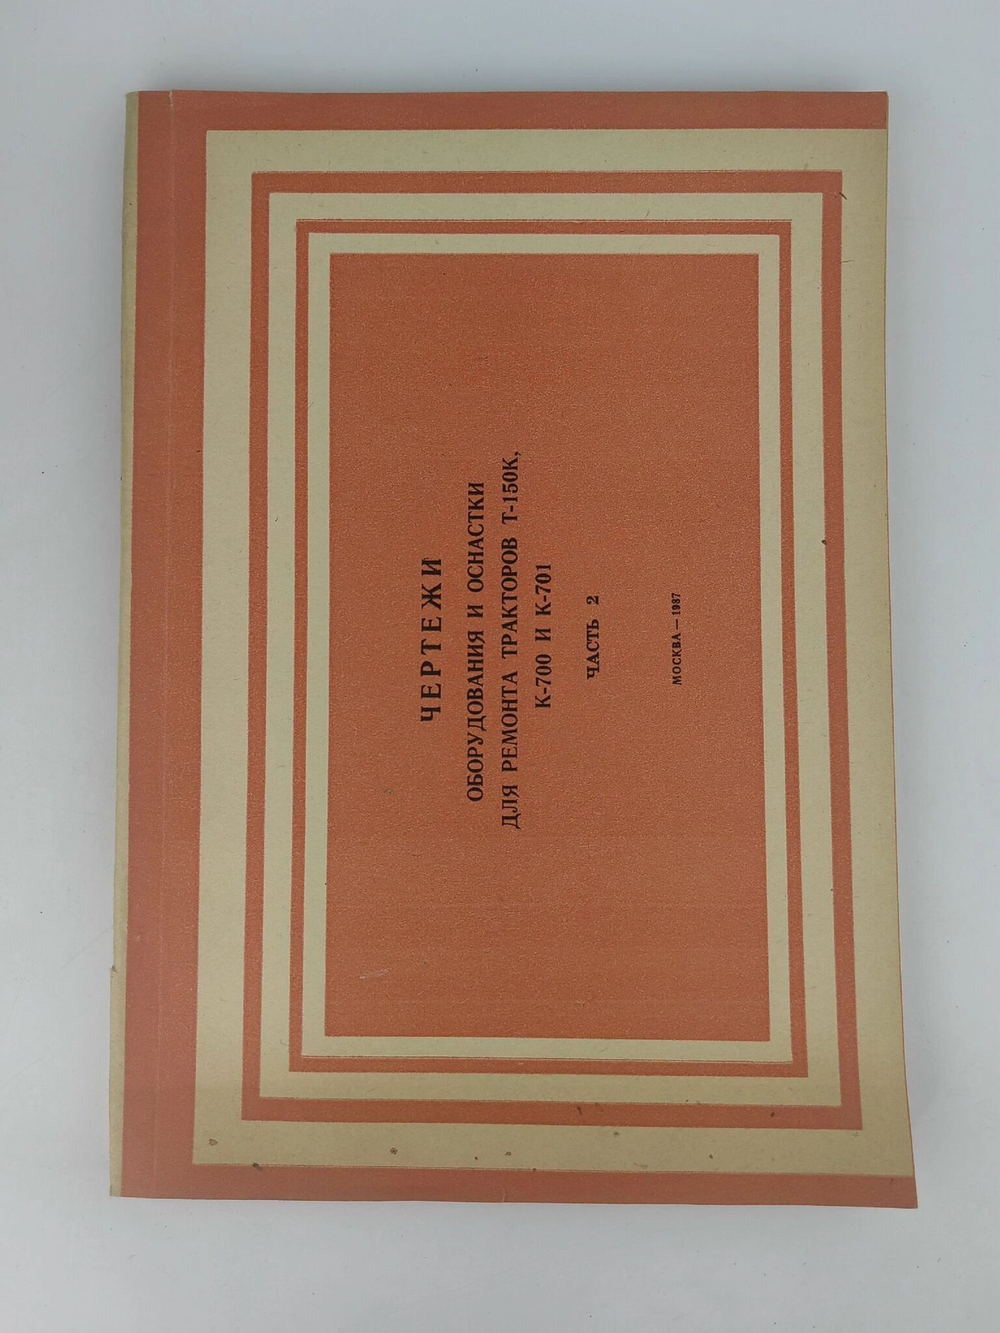 ЧЕРТЕЖИ
ОБОРУДОВАНИЯ И ОСНАСТКИ
ДЛЯ РЕМОНТА ТРАКТОРОВ Т-150К,
К-700 И К-701
ЧАСТЬ 2
МОСКВА — 1987